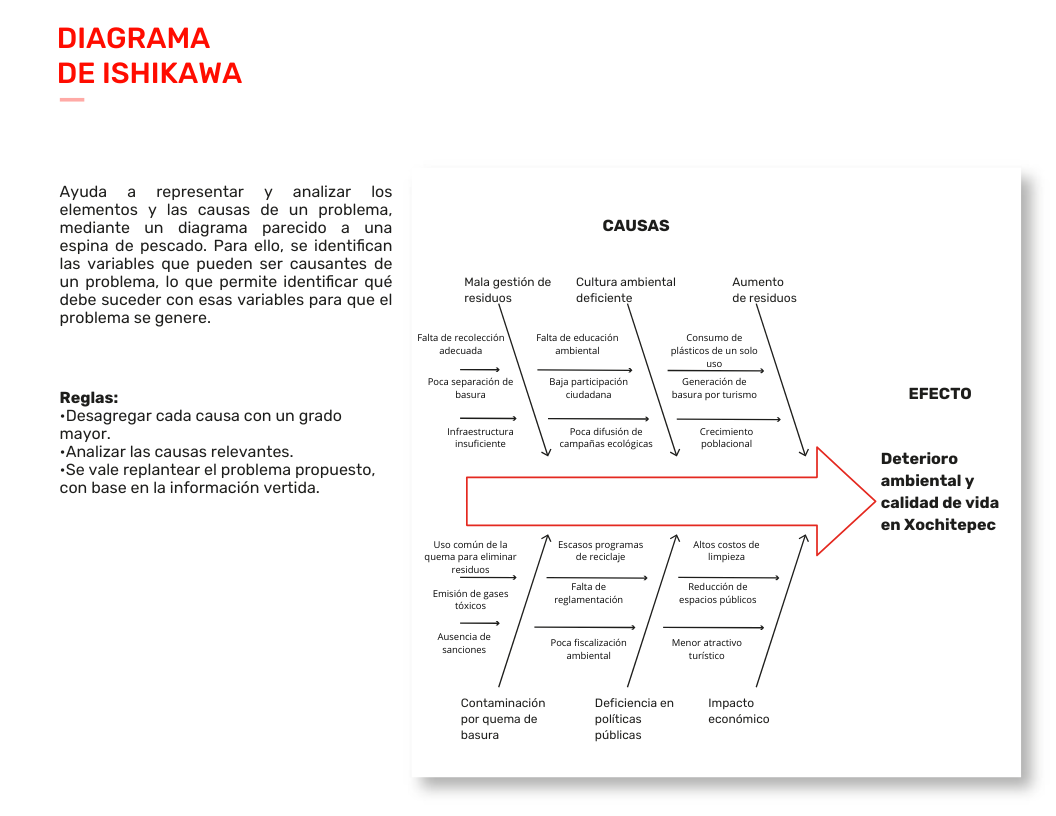 DIAGRAMA
DE ISHIKAWA
Ayuda a representar y analizar los
elementos y las causas de un problema,
mediante un diagrama parecido a una
espina de pescado. Para ello, se identifican
las variables que pueden ser causantes de
un problema, lo que permite identificar qué
debe suceder con esas variables para que el
problema se genere.
Reglas:
•Desagregar cada causa con un grado
mayor.
•Analizar las causas relevantes.
•Se vale replantear el problema propuesto,
con base en la información vertida.
CAUSAS
Mala gestión de
residuos
Cultura ambiental
deficiente
Aumento
de residuos
Falta de recolección
adecuada
Falta de educación
ambiental
Consumo de
plásticos de un solo
uso
Poca separación de
basura
Baja participación
ciudadana
Generación de
basura por turismo
Infraestructura
insuficiente
Poca difusión de
campañas ecológicas
Crecimiento
poblacional
EFECTO
Deterioro
ambiental y
calidad de vida
en Xochitepec
Uso común de la
quema para eliminar
residuos
Escasos programas
de reciclaje
Altos costos de
limpieza
Emisión de gases
tóxicos
Falta de
reglamentación
Reducción de
espacios públicos
Ausencia de
sanciones
Poca fiscalización
ambiental
Menor atractivo
turístico
Contaminación
por quema de
basura
Deficiencia en
políticas
públicas
Impacto
económico